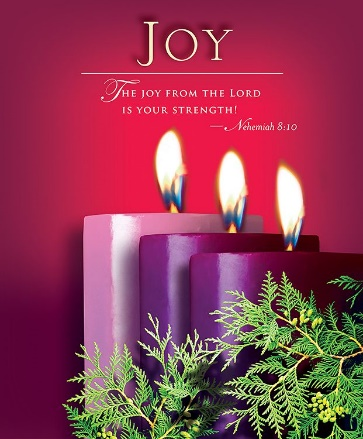 JOY
THE JOY FROM THE LORD
IS YOUR STRENGTH!
—Nehemiah 8:10